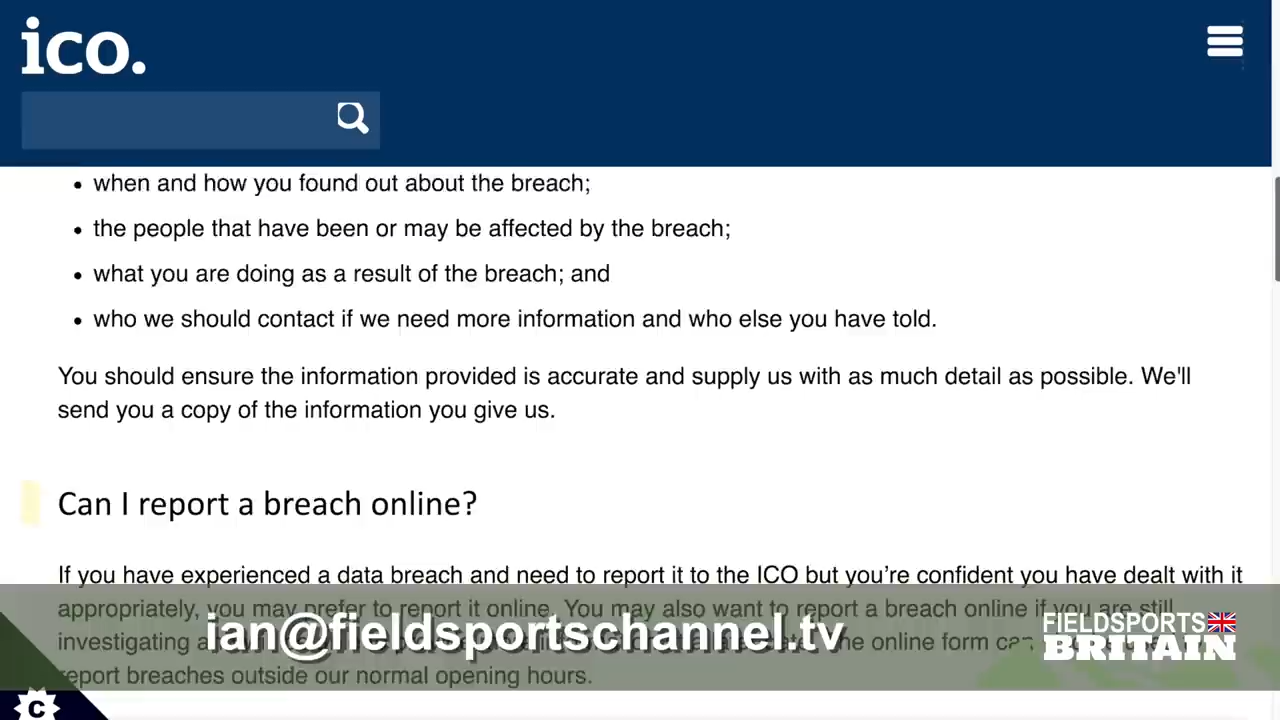 ico.
when and how you found out about the breach;
the people that have been or may be affected by the breach;
what you are doing as a result of the breach; and
who we should contact if we need more information and who else you have told.
You should ensure the information provided is accurate and supply us with as much detail as possible. We'll
send you a copy of the information you give us.
Can I report a breach online?
If you have experienced a data breach and need to report it to the ICO but you're confident you have dealt with it
appropriately, you may prefer to report it online. You may also want to report a breach online if you are still
investigating
he online form
report breaches outside our normal opening hours.
ian@fieldsportschannel.tv
FIELDSPORTS
BRITAIN
C